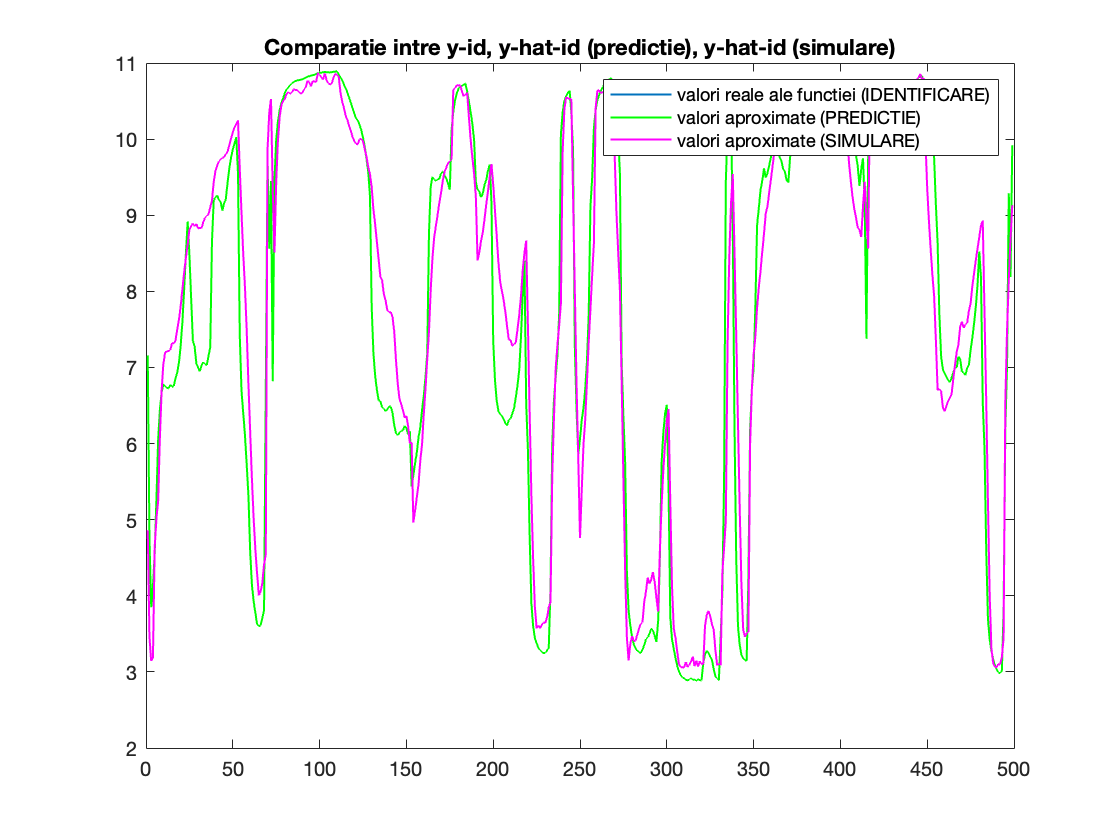 Comparatie intre y-id, y-hat-id (predictie), y-hat-id (simulare)
valori reale ale functiei (IDENTIFICARE)
valori aproximate (PREDICTIE)
valori aproximate (SIMULARE)
11
10
9
8
7
6
5
4
3
2
0 50 100 150 200 250 300 350 400 450 500